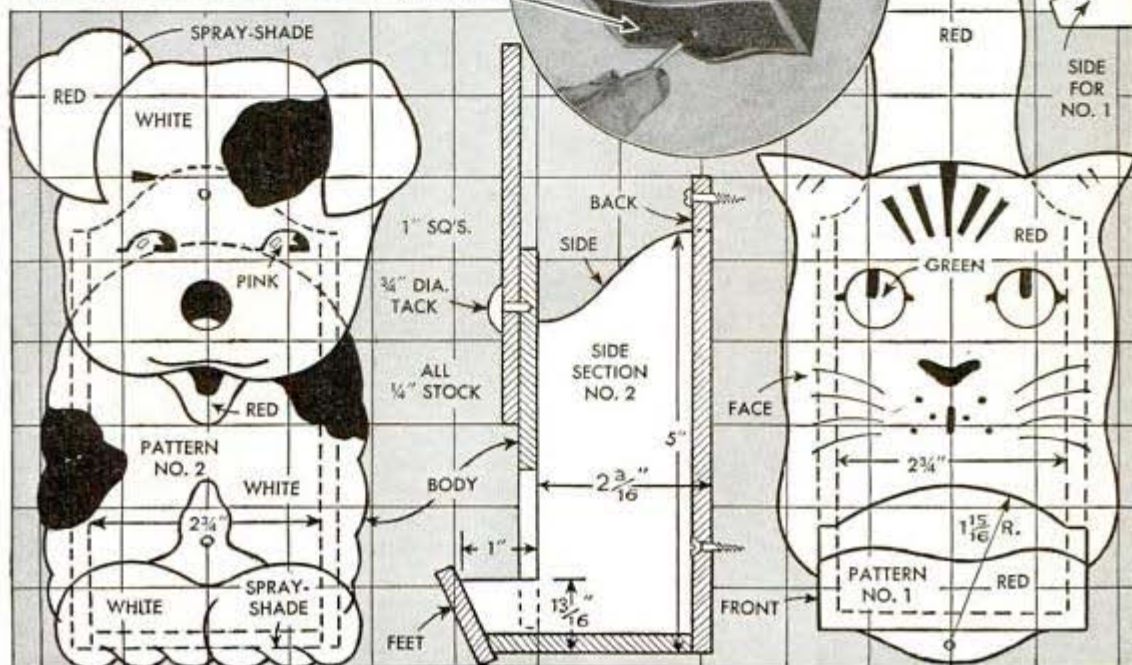 SPRAY-SHADE
RED
WHITE
PINK
RED
PATTERN
NO. 2
WHITE
2¾"
WHITE
SPRAY-
SHADE
1" SQ'S.
¾" DIA.
TACK
ALL
¼" STOCK
BODY
1"
FEET
BACK
SIDE
SIDE
SECTION
NO. 2
5"
2 3/16"
13/16"
RED
SIDE
FOR
NO. 1
RED
GREEN
FACE
2¾"
1 15/16 R.
PATTERN
NO. 1
RED
FRONT